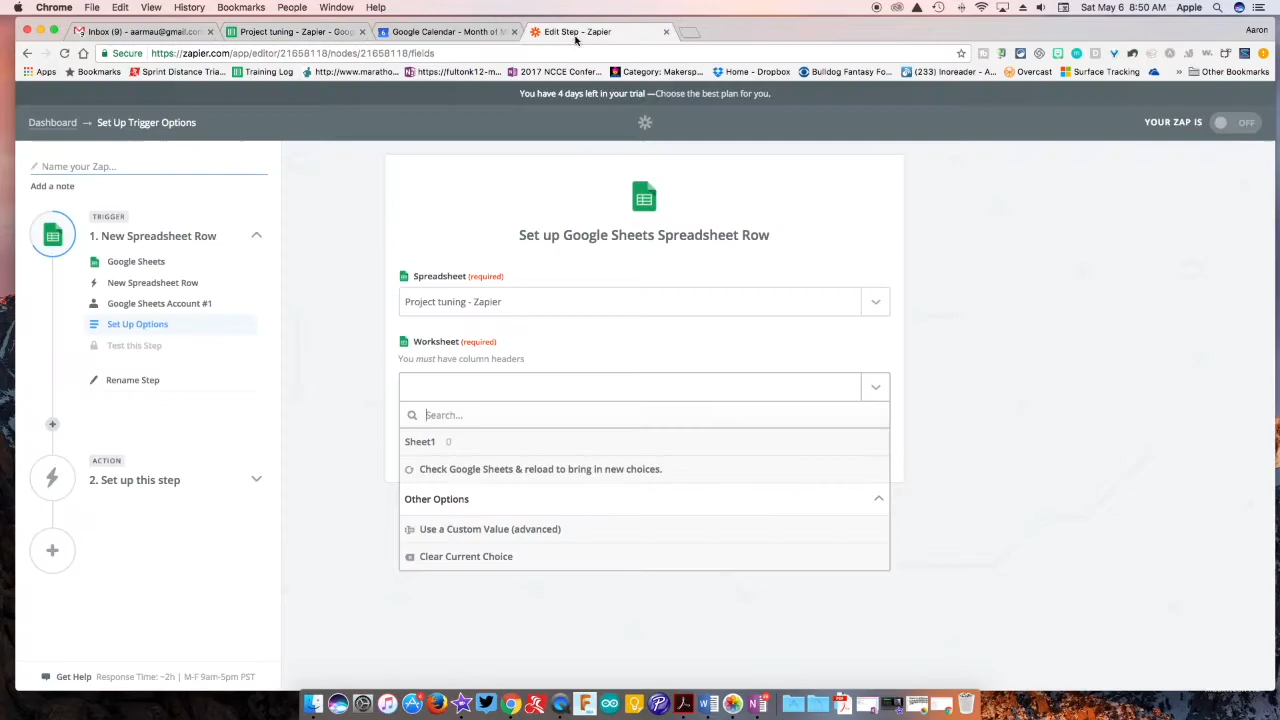 Chrome File Edit View History Bookmarks People Window Help Sat May 6 8:50 AM Apple
Inbox (9) - aarmau@gmail.com Project tuning - Goog Google Calendar - Month of M Edit Step - Zapier Aaron
Secure https://zapier.com/app/editor/21658118/nodes/21658118/fields
Apps Bookmarks Sprint Distance Tria... Training Log http://www.maratho... https://fultonk12-m... 2017 NCCE Confer... Category: Makersp... Home - Dropbox Bulldog Fantasy Fo... (233) Inoreader - A... Overcast Surface Tracking » Other Bookmarks
You have 4 days left in your trial —Choose the best plan for you.
Dashboard → Set Up Trigger Options YOUR ZAP IS OFF
Name your Zap...
Add a note
TRIGGER
1. New Spreadsheet Row
Google Sheets
New Spreadsheet Row
Google Sheets Account #1
Set Up Options
Test this Step
Rename Step
ACTION
2. Set up this step
Get Help Response Time: ~2h | M-F 9am-5pm PST
Set up Google Sheets Spreadsheet Row
Spreadsheet (required)
Project tuning - Zapier
Worksheet (required)
You must have column headers
Search...
Sheet1 0
Check Google Sheets & reload to bring in new choices.
Other Options
Use a Custom Value (advanced)
Clear Current Choice